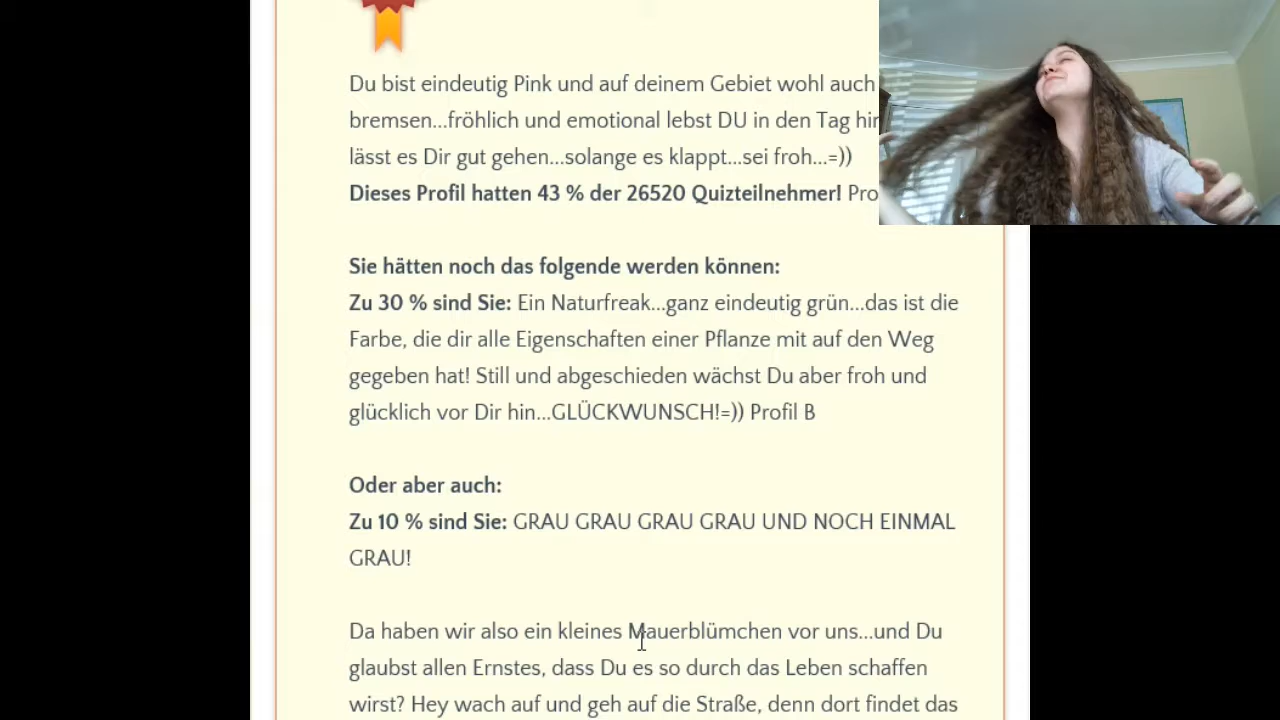 Du bist eindeutig Pink und auf deinem Gebiet wohl auch
bremsen...fröhlich und emotional lebst DU in den Tag
lässt es Dir gut gehen...solange es klappt...sei froh...=))
Dieses Profil hatten 43 % der 26520 Quizteilnehmer!
Sie hätten noch das folgende werden können:
Zu 30 % sind Sie: Ein Naturfreak...ganz eindeutig grün...das ist die
Farbe, die dir alle Eigenschaften einer Pflanze mit auf den Weg
gegeben hat! Still und abgeschieden wächst Du aber froh und
glücklich vor Dir hin...GLÜCKWUNSCH!=)) Profil B
Oder aber auch:
Zu 10 % sind Sie: GRAU GRAU GRAU GRAU UND NOCH EINMAL
GRAU!
Da haben wir also ein kleines Mauerblümchen vor uns...und Du
glaubst allen Ernstes, dass Du es so durch das Leben schaffen
wirst? Hey wach auf und geh auf die Straße, denn dort findet das